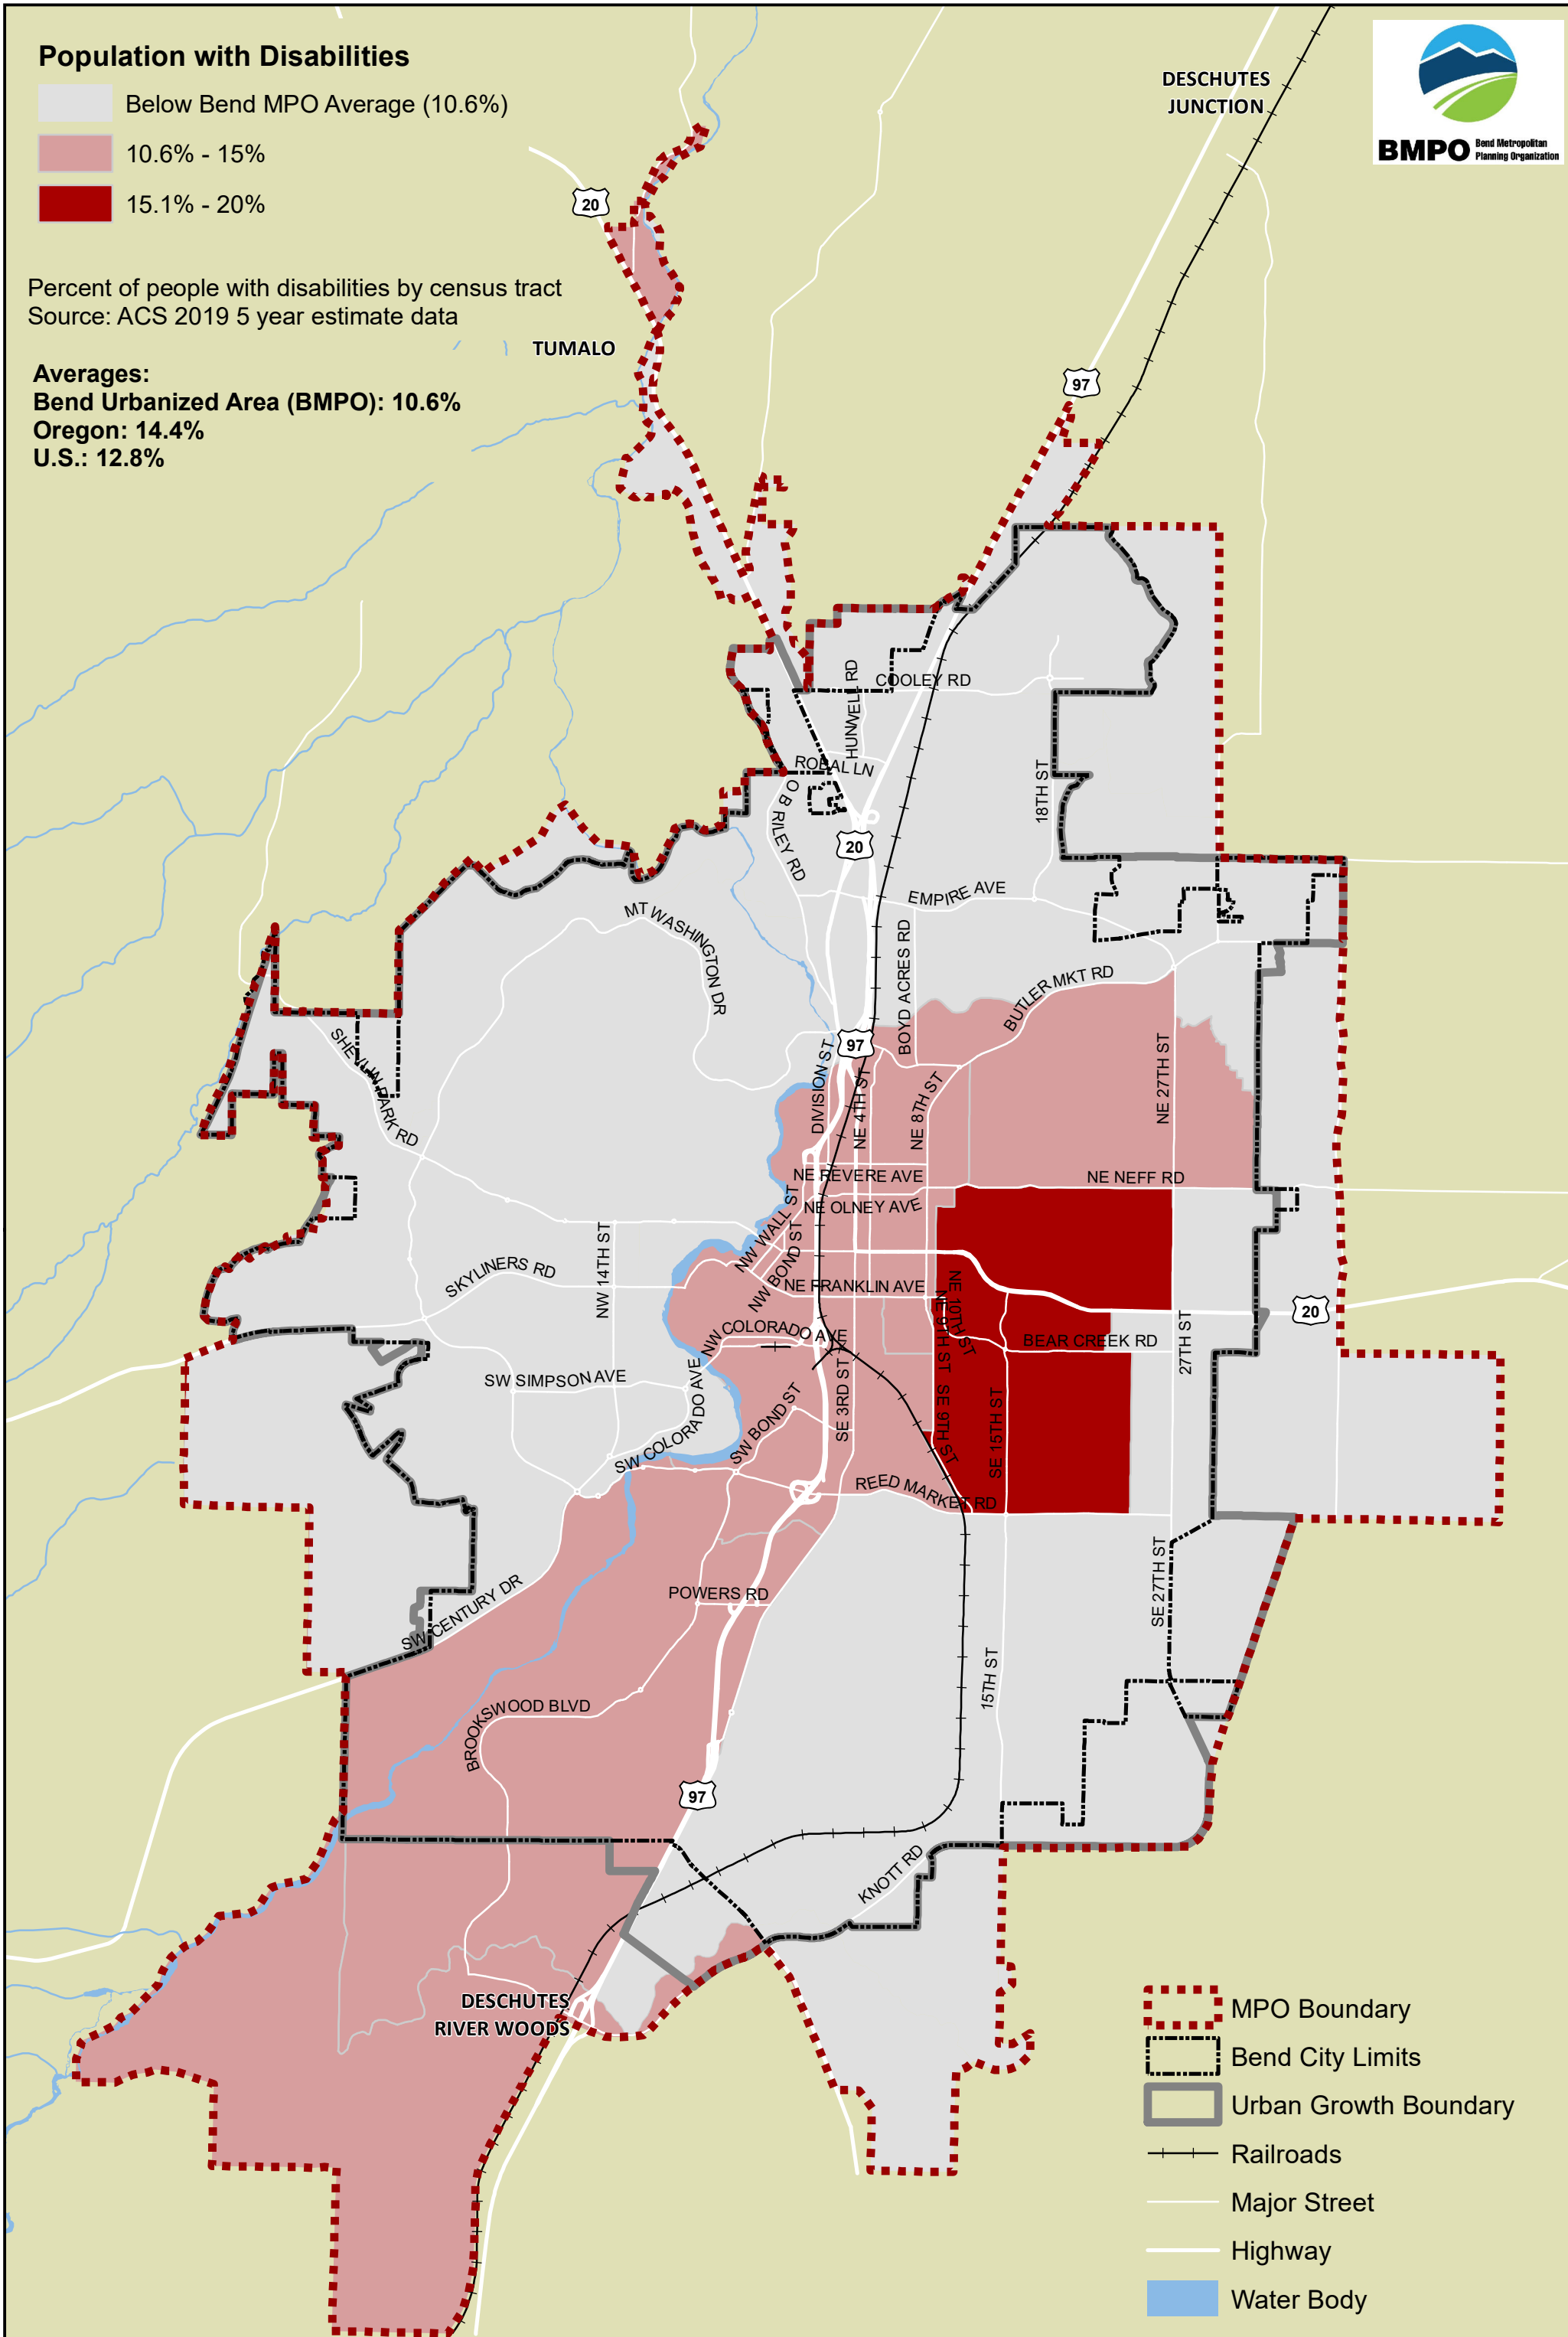 Population with Disabilities
Below Bend MPO Average (10.6%)
10.6% - 15%
15.1% - 20%
Percent of people with disabilities by census tract
Source: ACS 2019 5 year estimate data
Averages:
Bend Urbanized Area (BMPO): 10.6%
Oregon: 14.4%
U.S.: 12.8%
DESCHUTES
JUNCTION
BMPO Bend Metropolitan
Planning Organization
20
TUMALO
97
HUNWELL RD
COOLEY RD
ROBAL LN
O B RILEY RD
18TH ST
20
EMPIRE AVE
MT WASHINGTON DR
BOYD ACRES RD
BUTLER MKT RD
SHEVLIN PARK RD
97
DIVISION ST
NE 4TH ST
NE 8TH ST
NE 27TH ST
NE REVERE AVE
NE NEFF RD
NW WALL ST
NE OLNEY AVE
NW BOND ST
NW 14TH ST
SKYLINERS RD
NE FRANKLIN AVE
NE 10TH ST
NE 9TH ST
20
27TH ST
NW COLORADO AVE
BEAR CREEK RD
SW SIMPSON AVE
SW COLORADO AVE
SW BOND ST
SE 3RD ST
SE 9TH ST
SE 15TH ST
REED MARKET RD
SE 27TH ST
POWERS RD
SW CENTURY DR
15TH ST
BROOKSWOOD BLVD
97
KNOTT RD
DESCHUTES
RIVER WOODS
MPO Boundary
Bend City Limits
Urban Growth Boundary
Railroads
Major Street
Highway
Water Body